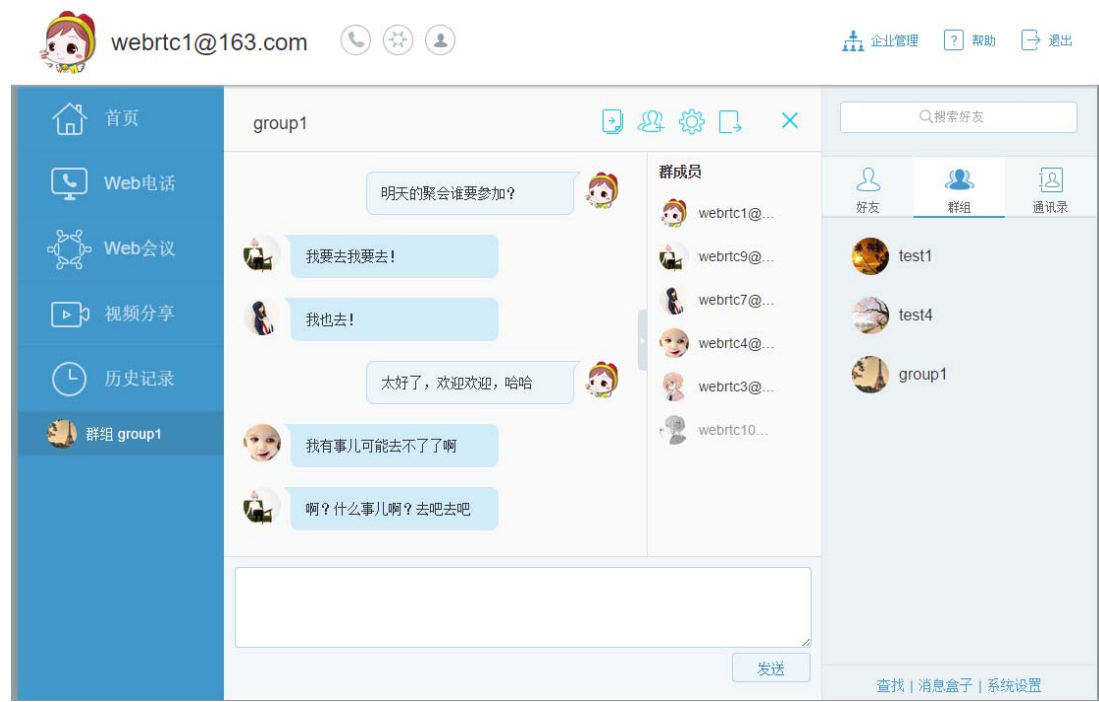 webrtc1@163.com
企业管理
? 帮助
退出
首页
Web电话
Web会议
视频分享
历史记录
群组 group1
group1
明天的聚会谁要参加?
我要去我要去!
我也去!
太好了，欢迎欢迎，哈哈
我有事儿可能去不了了啊
啊?什么事儿啊?去吧去吧
发送
群成员
webrtc1@...
webrtc9@...
webrtc7@...
webrtc4@...
webrtc3@...
webrtc10...
搜索好友
好友
群组
通讯录
test1
test4
group1
查找 | 消息盒子 | 系统设置